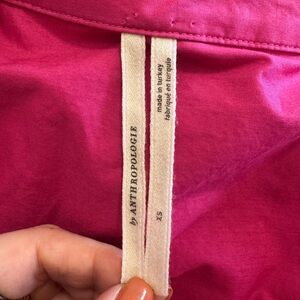 by ANTHROPOLOGIE
XS
made in turkey
fabriqué en turquie